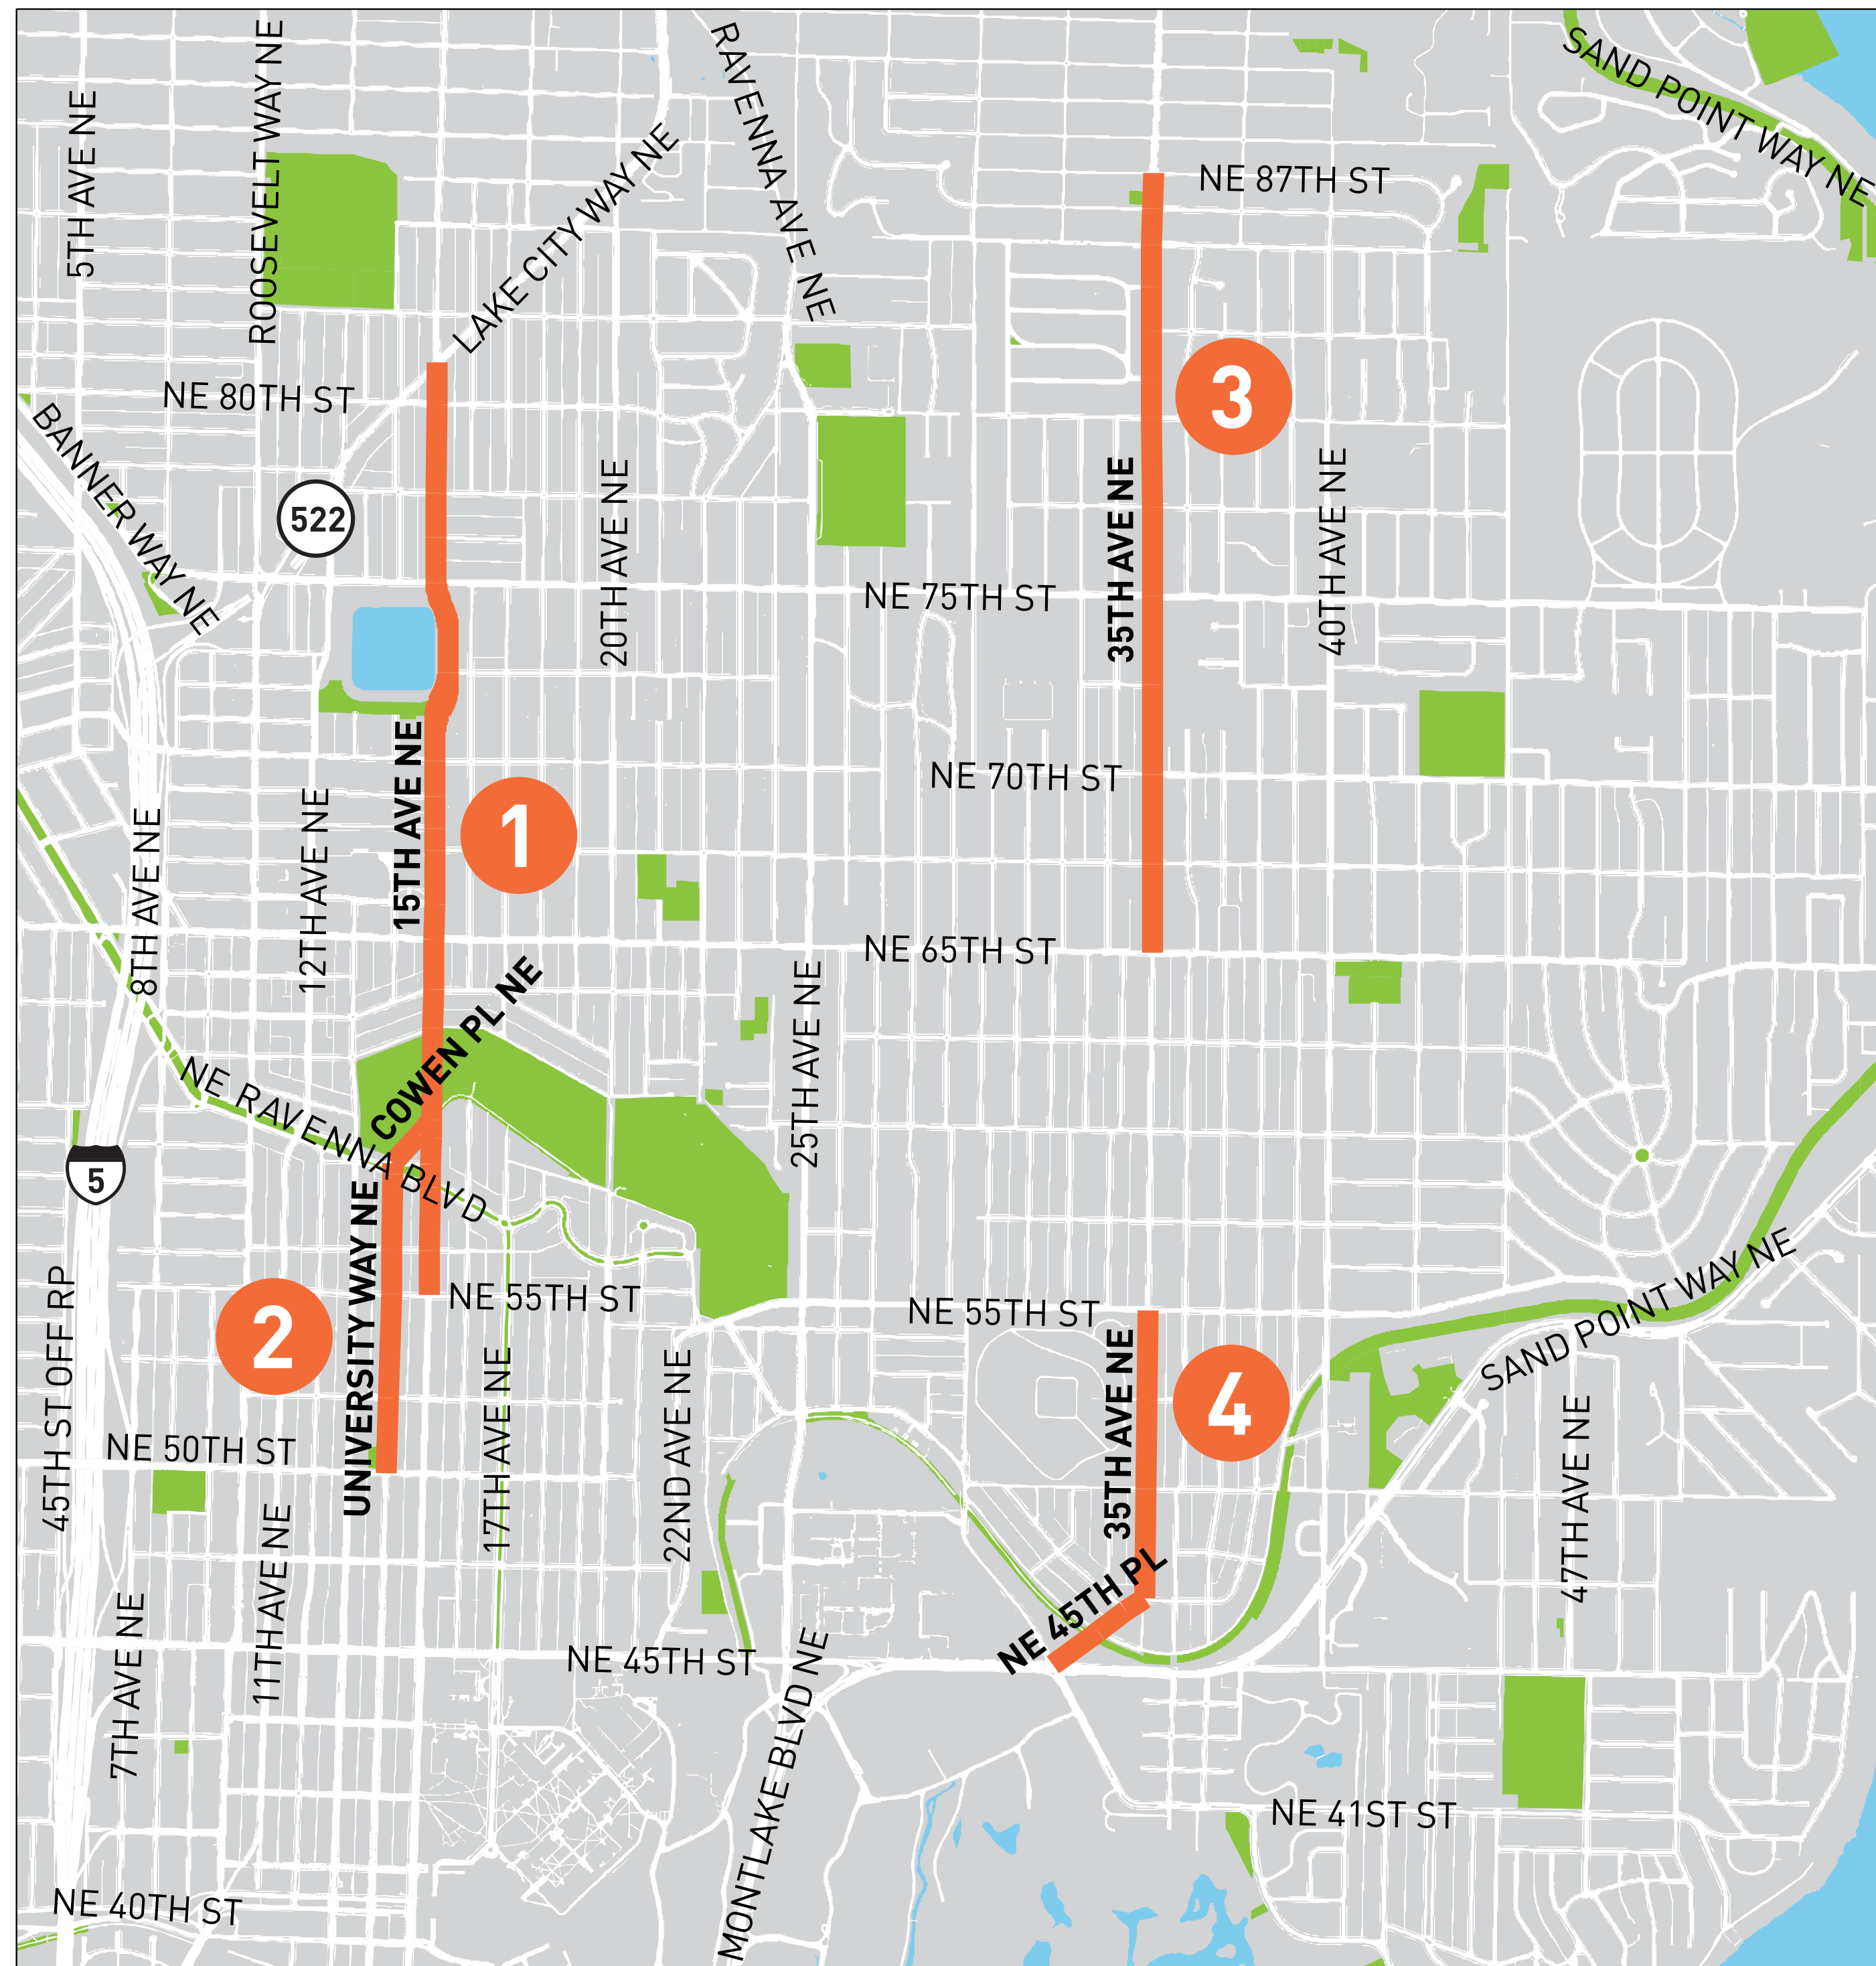 SAND POINT WAY NE
RAVENNA AVE NE
ROOSEVELT WAY NE
5TH AVE NE
LAKE CITY WAY NE
NE 87TH ST
NE 80TH ST
3
BANNER WAY NE
522
20TH AVE NE
35TH AVE NE
40TH AVE NE
NE 75TH ST
15TH AVE NE
NE 70TH ST
1
8TH AVE NE
12TH AVE NE
NE 65TH ST
COWEN PL NE
25TH AVE NE
NE RAVENNA BLVD
5
UNIVERSITY WAY NE
NE 55TH ST
NE 55TH ST
SAND POINT WAY NE
2
45TH ST OFF RP
17TH AVE NE
22ND AVE NE
35TH AVE NE
4
NE 50TH ST
47TH AVE NE
11TH AVE NE
7TH AVE NE
NE 45TH PL
NE 45TH ST
MONTLAKE BLVD NE
NE 41ST ST
NE 40TH ST